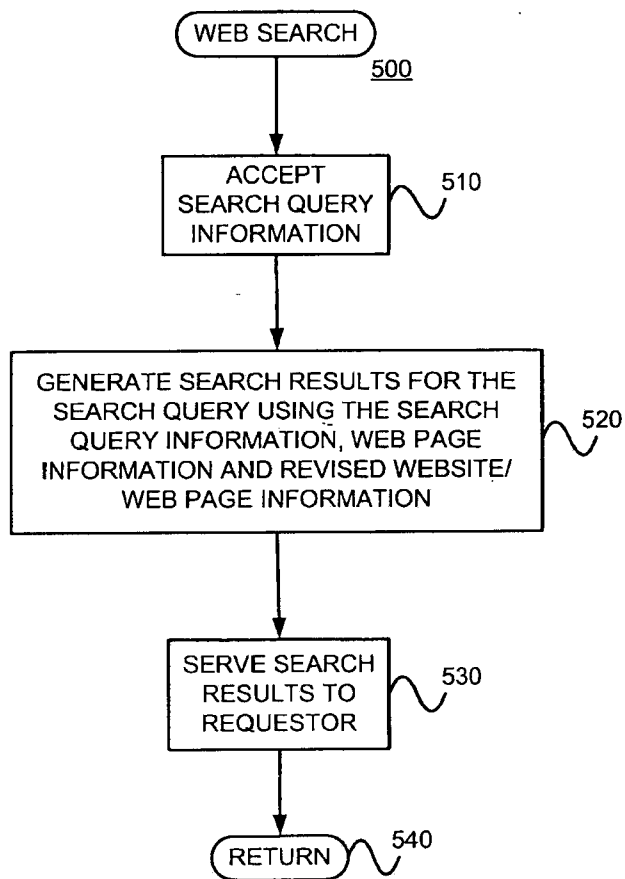 WEB SEARCH
500
ACCEPT
SEARCH QUERY
INFORMATION
510
GENERATE SEARCH RESULTS FOR THE
SEARCH QUERY USING THE SEARCH
QUERY INFORMATION, WEB PAGE
INFORMATION AND REVISED WEBSITE/
WEB PAGE INFORMATION
520
SERVE SEARCH
RESULTS TO
REQUESTOR
530
RETURN
540